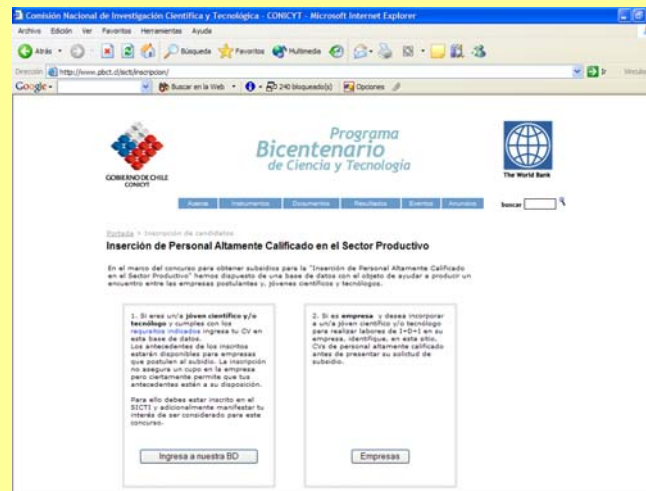 Comisión Nacional de Investigación Científica y Tecnológica - CONICYT - Microsoft Internet Explorer
Archivo Edición Ver Favoritos Herramientas Ayuda
Atrás Búsqueda Favoritos Multimedia
Dirección http://www.pbct.cl/sicti/inscripcion/ Ir
Google Buscar en la Web 240 bloqueado(s) Opciones
GOBIERNO DE CHILE
CONICYT
Programa
Bicentenario
de Ciencia y Tecnología
The World Bank
Acerca Instrumentos Documentos Resultados Eventos Anuncios buscar
Portada > Inscripción de candidatos
Inserción de Personal Altamente Calificado en el Sector Productivo
En el marco del concurso para obtener subsidios para la "Inserción de Personal Altamente Calificado
en el Sector Productivo" hemos dispuesto de una base de datos con el objeto de ayudar a producir un
encuentro entre las empresas postulantes y, jóvenes científicos y tecnólogos.
1. Si eres un/a jóven científico y/o
tecnólogo y cumples con los
requisitos indicados ingresa tu CV en
esta base de datos.
Los antecedentes de los inscritos
estarán disponibles para empresas
que postulen al subsidio. La inscripción
no asegura un cupo en la empresa
pero ciertamente permite que tus
antecedentes estén a su disposición.
Para ello debes estar inscrito en el
SICTI y adicionalmente manifestar tu
interés de ser considerado para este
concurso.
Ingresa a nuestra BD
2. Si es empresa y desea incorporar
a un/a jóven científico y/o tecnólogo
para realizar labores de I+D+I en su
empresa, identifique, en esta sitio,
CVs de personal altamente calificado
antes de presentar su solicitud de
subsidio.
Empresas